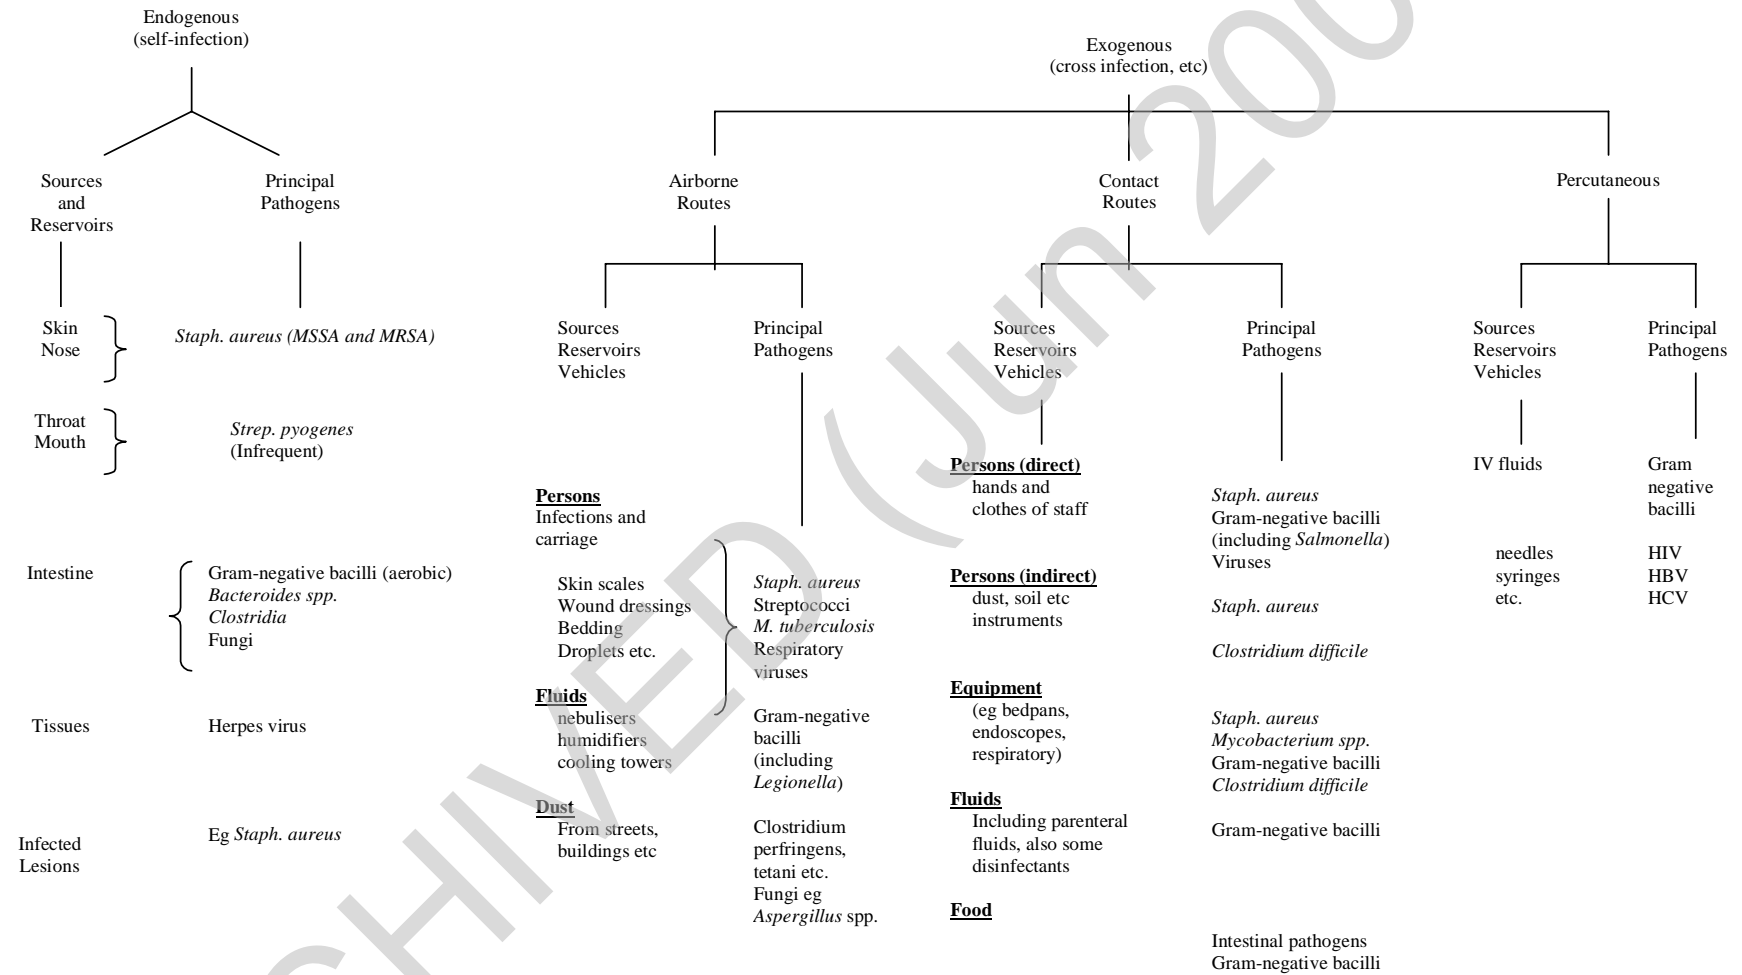 Endogenous
(self-infection)
Sources
and
Reservoirs
Principal
Pathogens
Skin
Nose
Staph. aureus (MSSA and MRSA)
Throat
Mouth
Strep. pyogenes
(Infrequent)
Intestine
Gram-negative bacilli (aerobic)
Bacteroides spp.
Clostridia
Fungi
Tissues
Herpes virus
Infected
Lesions
Eg Staph. aureus
Exogenous
(cross infection, etc)
Airborne
Routes
Sources
Reservoirs
Vehicles
Persons
Infections and
carriage
Skin scales
Wound dressings
Bedding
Droplets etc.
Fluids
nebulisers
humidifiers
cooling towers
Dust
From streets,
buildings etc
Principal
Pathogens
Staph. aureus
Streptococci
M. tuberculosis
Respiratory
viruses
Gram-negative
bacilli
(including
Legionella)
Clostridium
perfringens,
tetani etc.
Fungi eg
Aspergillus spp.
Contact
Routes
Sources
Reservoirs
Vehicles
Persons (direct)
hands and
clothes of staff
Persons (indirect)
dust, soil etc
instruments
Equipment
(eg bedpans,
endoscopes,
respiratory)
Fluids
Including parenteral
fluids, also some
disinfectants
Food
Principal
Pathogens
Staph. aureus
Gram-negative bacilli
(including Salmonella)
Viruses
Staph. aureus
Clostridium difficile
Staph. aureus
Mycobacterium spp.
Gram-negative bacilli
Clostridium difficile
Gram-negative bacilli
Intestinal pathogens
Gram-negative bacilli
Percutaneous
Sources
Reservoirs
Vehicles
IV fluids
needles
syringes
etc.
Principal
Pathogens
Gram
negative
bacilli
HIV
HBV
HCV
CHIVED (Jun 200